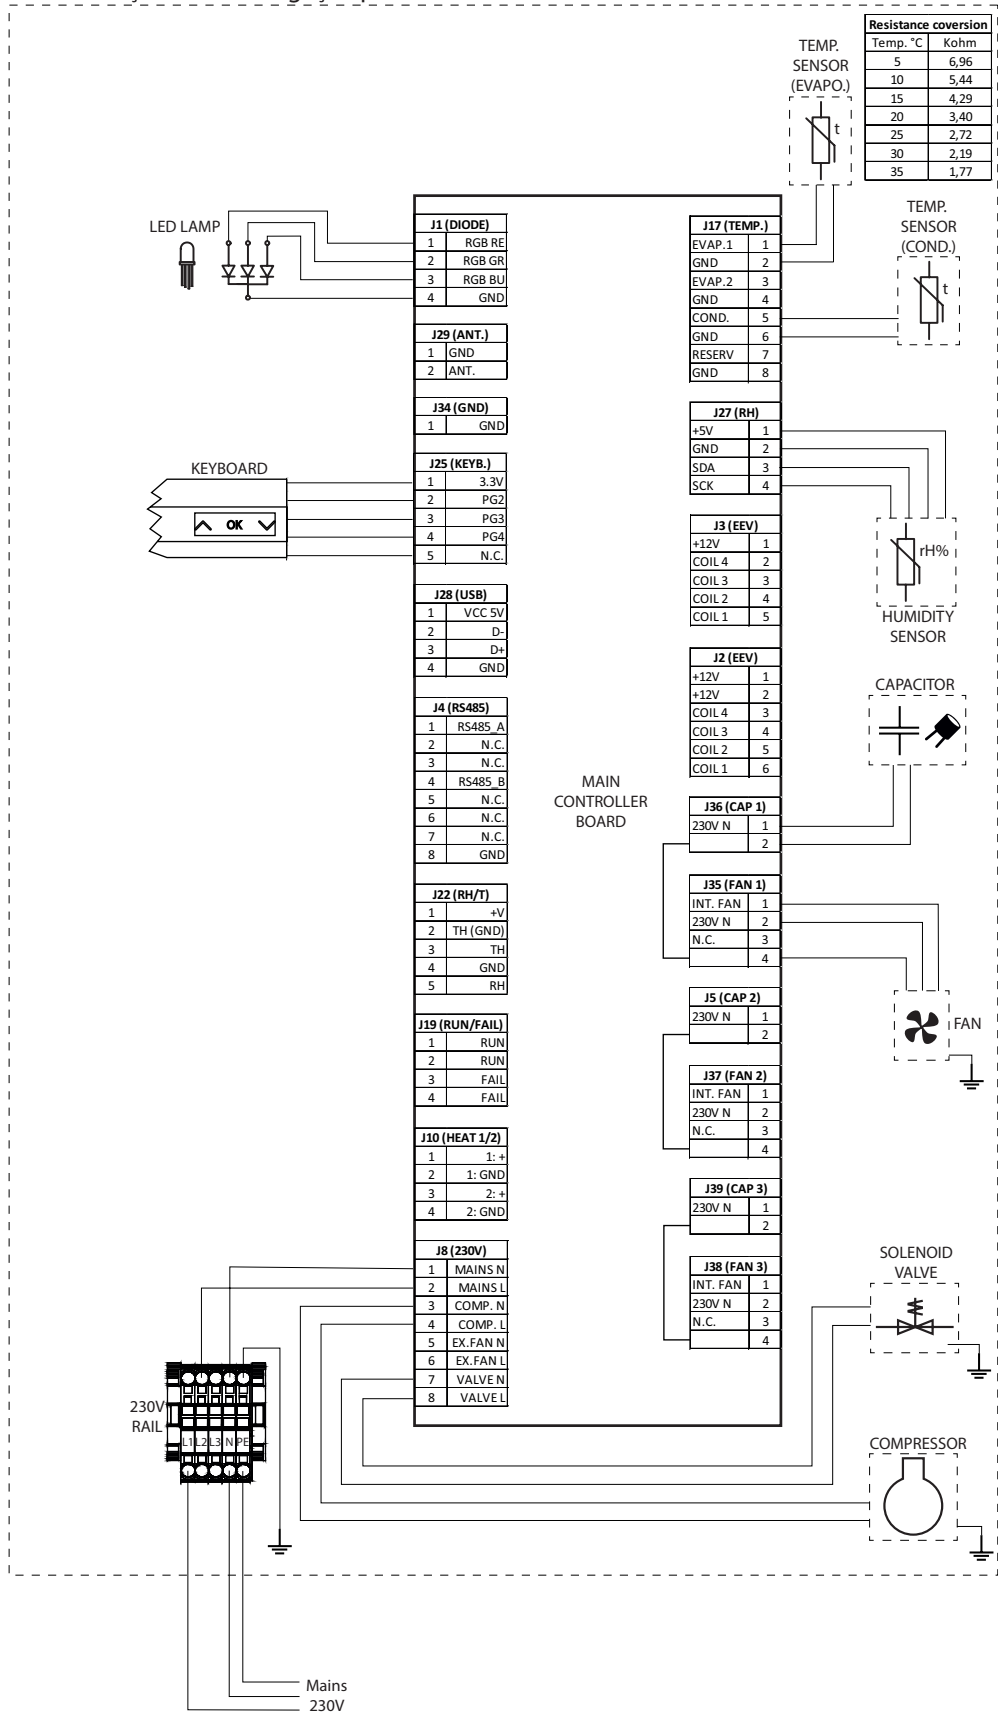 Resistance coversion
Temp. °C Kohm
5 6,96
10 5,44
15 4,29
20 3,40
25 2,72
30 2,19
35 1,77
TEMP.
SENSOR
(EVAPO.)
t
TEMP.
SENSOR
(COND.)
t
LED LAMP
J1 (DIODE)
1 RGB RE
2 RGB GR
3 RGB BU
4 GND
J29 (ANT.)
1 GND
2 ANT.
J34 (GND)
1 GND
KEYBOARD
OK
J25 (KEYB.)
1 3.3V
2 PG2
3 PG3
4 PG4
5 N.C.
J28 (USB)
1 VCC 5V
2 D-
3 D+
4 GND
J4 (RS485)
1 RS485_A
2 N.C.
3 N.C.
4 RS485_B
5 N.C.
6 N.C.
7 N.C.
8 GND
J22 (RH/T)
1 +V
2 TH (GND)
3 TH
4 GND
5 RH
J19 (RUN/FAIL)
1 RUN
2 RUN
3 FAIL
4 FAIL
J10 (HEAT 1/2)
1 1: +
2 1: GND
3 2: +
4 2: GND
J8 (230V)
1 MAINS N
2 MAINS L
3 COMP. N
4 COMP. L
5 EX.FAN N
6 EX.FAN L
7 VALVE N
8 VALVE L
MAIN
CONTROLLER
BOARD
J17 (TEMP.)
EVAP.1 1
GND 2
EVAP.2 3
GND 4
COND. 5
GND 6
RESERV 7
GND 8
J27 (RH)
+5V 1
GND 2
SDA 3
SCK 4
rH%
HUMIDITY
SENSOR
J3 (EEV)
+12V 1
COIL 4 2
COIL 3 3
COIL 2 4
COIL 1 5
J2 (EEV)
+12V 1
+12V 2
COIL 4 3
COIL 3 4
COIL 2 5
COIL 1 6
CAPACITOR
J36 (CAP 1)
230V N 1
2
J35 (FAN 1)
INT. FAN 1
230V N 2
N.C. 3
4
FAN
J5 (CAP 2)
230V N 1
2
J37 (FAN 2)
INT. FAN 1
230V N 2
N.C. 3
4
J39 (CAP 3)
230V N 1
2
J38 (FAN 3)
INT. FAN 1
230V N 2
N.C. 3
4
SOLENOID
VALVE
COMPRESSOR
230V
RAIL
L1 L2 L3 N PE
Mains
230V